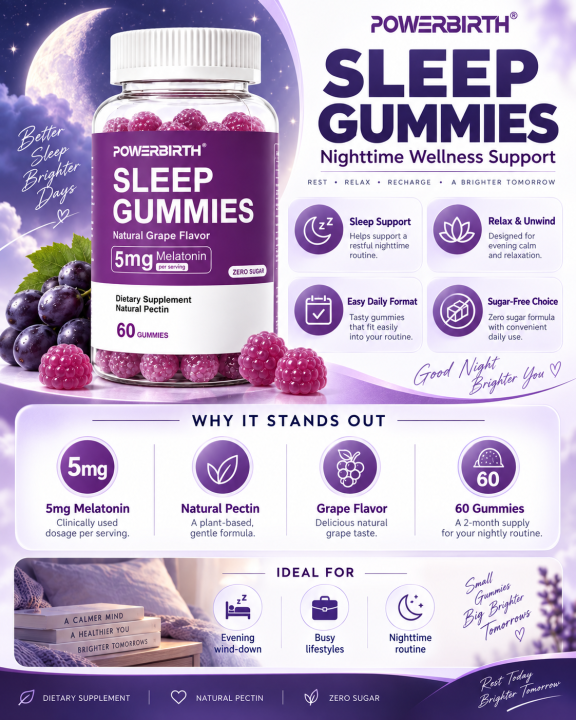 POWERBIRTH®
SLEEP
GUMMIES
Nighttime Wellness Support
REST • RELAX • RECHARGE • A BRIGHTER TOMORROW
Better
Sleep
Brighter
Days
POWERBIRTH®
SLEEP
GUMMIES
Natural Grape Flavor
5mg Melatonin
per serving
ZERO SUGAR
Dietary Supplement
Natural Pectin
60 GUMMIES
Sleep Support
Helps support a
restful nighttime
routine.
Relax & Unwind
Designed for
evening calm
and relaxation.
Easy Daily Format
Tasty gummies
that fit easily
into your routine.
Sugar-Free Choice
Zero sugar formula
with convenient
daily use.
Good Night
Brighter You
WHY IT STANDS OUT
5mg
5mg Melatonin
Clinically used
dosage per serving.
Natural Pectin
A plant-based,
gentle formula.
Grape Flavor
Delicious natural
grape taste.
60
60 Gummies
A 2-month supply
for your nightly routine.
IDEAL FOR
A CALMER MIND
A HEALTHIER YOU
BRIGHTER TOMORROWS
Evening
wind-down
Busy
lifestyles
Nighttime
routine
Small
Gummies
Big Brighter
Tomorrows
DIETARY SUPPLEMENT
NATURAL PECTIN
ZERO SUGAR
Rest Today
Brighter Tomorrow